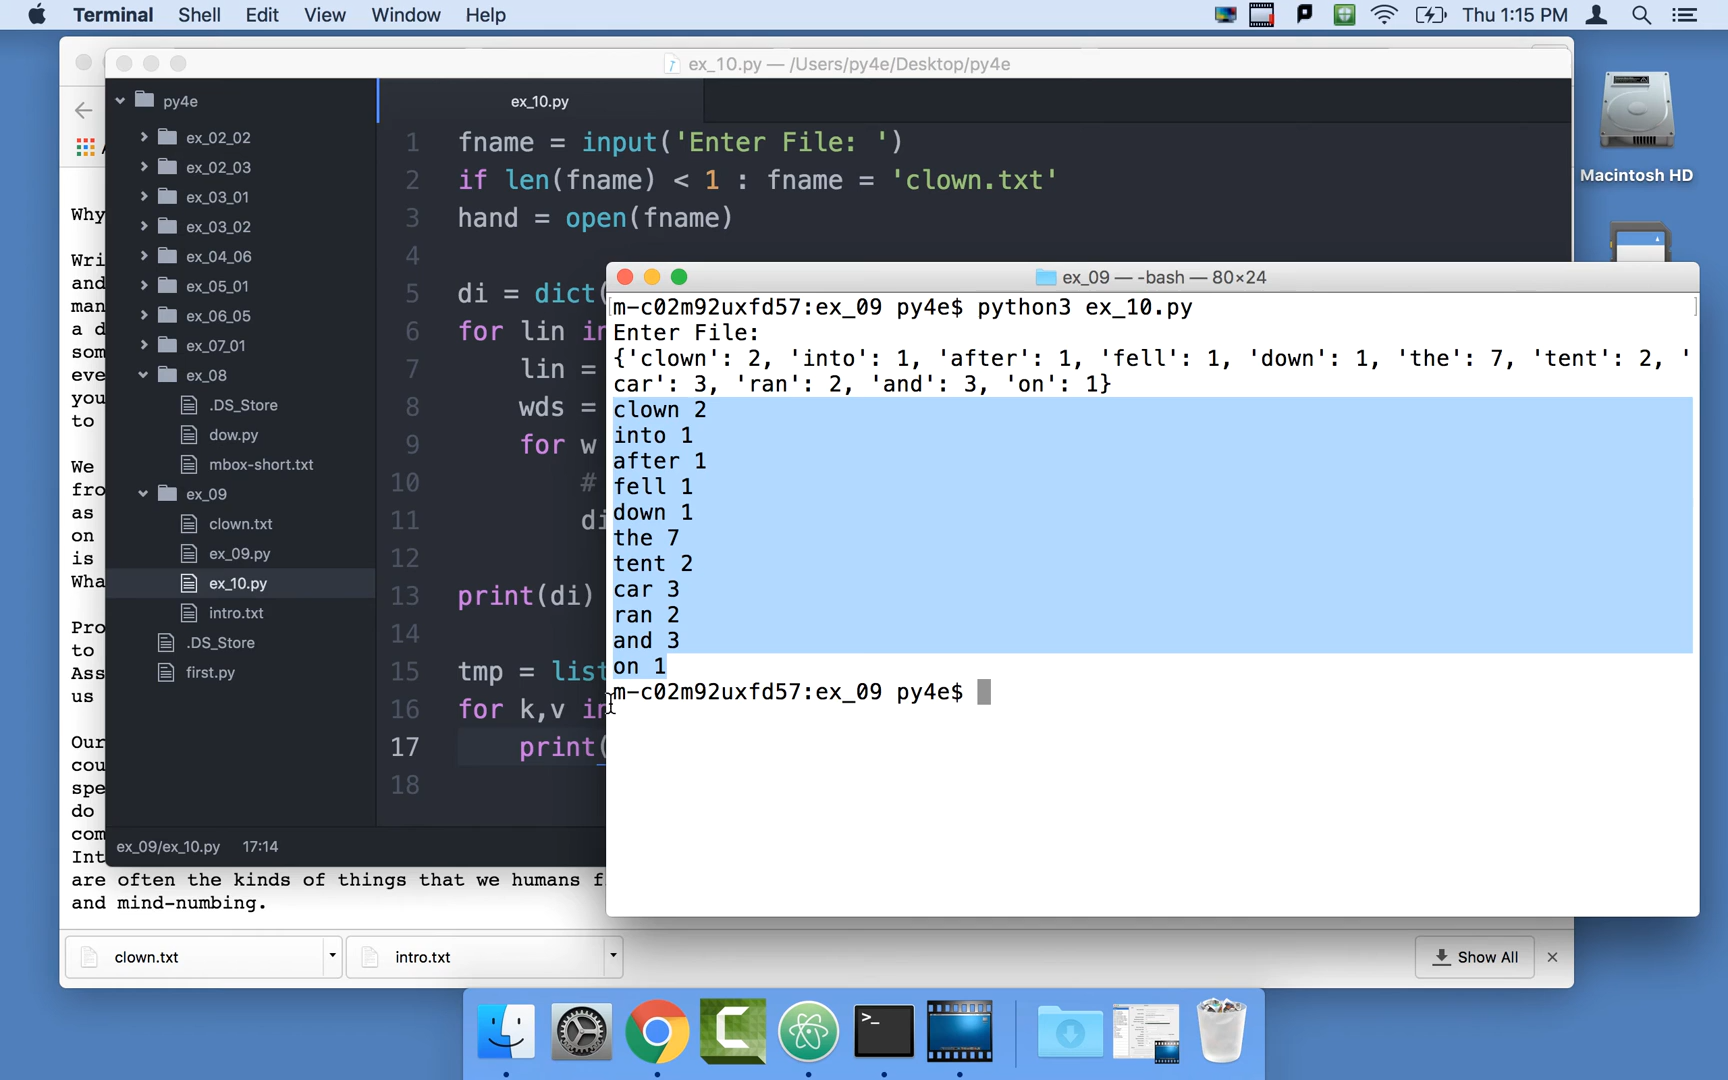 Terminal Shell Edit View Window Help Thu 1:15 PM
ex_10.py — /Users/py4e/Desktop/py4e
py4e
ex_02_02
ex_02_03
ex_03_01
ex_03_02
ex_04_06
ex_05_01
ex_06_05
ex_07_01
ex_08
.DS_Store
dow.py
mbox-short.txt
ex_09
clown.txt
ex_09.py
ex_10.py
intro.txt
.DS_Store
first.py
ex_10.py
1 fname = input('Enter File: ')
2 if len(fname) < 1 : fname = 'clown.txt'
3 hand = open(fname)
4
5 di = dict(
6 for lin in
7 lin =
8 wds =
9 for w
10 #
11 di
12
13 print(di)
14
15 tmp = list
16 for k,v in
17 print(
18
ex_09/ex_10.py 17:14
ex_09 — -bash — 80×24
m-c02m92uxfd57:ex_09 py4e$ python3 ex_10.py
Enter File:
{'clown': 2, 'into': 1, 'after': 1, 'fell': 1, 'down': 1, 'the': 7, 'tent': 2, '
car': 3, 'ran': 2, 'and': 3, 'on': 1}
clown 2
into 1
after 1
fell 1
down 1
the 7
tent 2
car 3
ran 2
and 3
on 1
m-c02m92uxfd57:ex_09 py4e$
Macintosh HD
Why
Wri
and
man
a d
som
eve
you
to
We
fro
as
on
is
Wha
Pro
to
Ass
us
Our
cou
spe
do
com
Int
are often the kinds of things that we humans f
and mind-numbing.
clown.txt
intro.txt
Show All